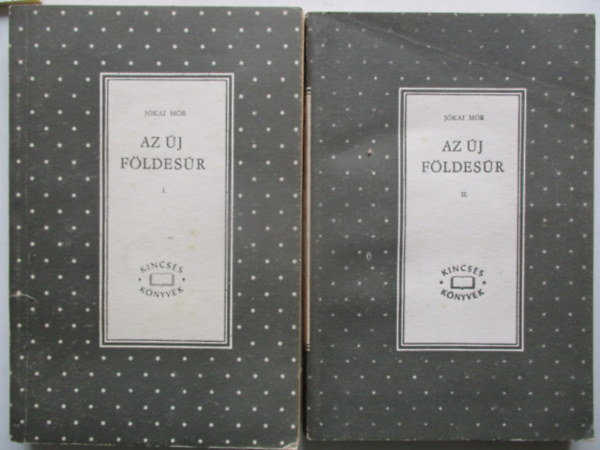 JÓKAI MÓR
AZ ÚJ
FÖLDESÚR
I.
KINCSES
KÖNYVEK
JÓKAI MÓR
AZ ÚJ
FÖLDESÚR
II.
KINCSES
KÖNYVEK